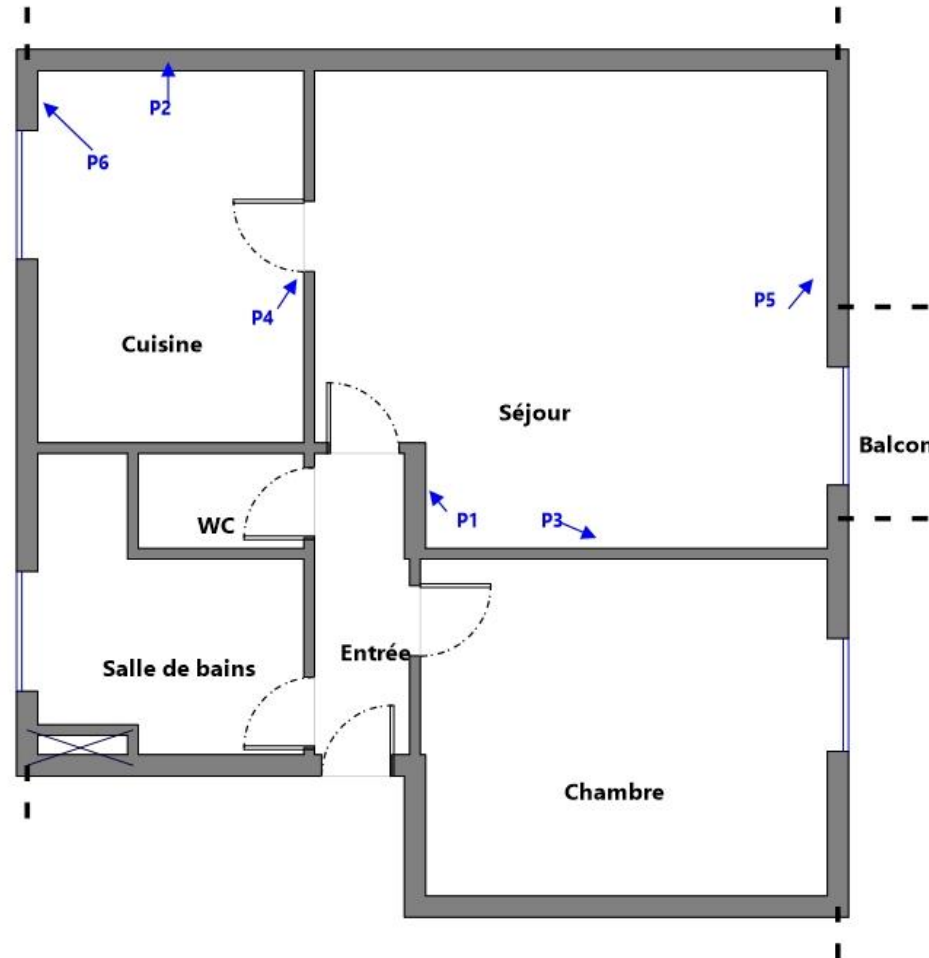 P2
P6
P5
P4
Cuisine
Séjour
Balcon
P1
P3
WC
Entrée
Salle de bains
Chambre